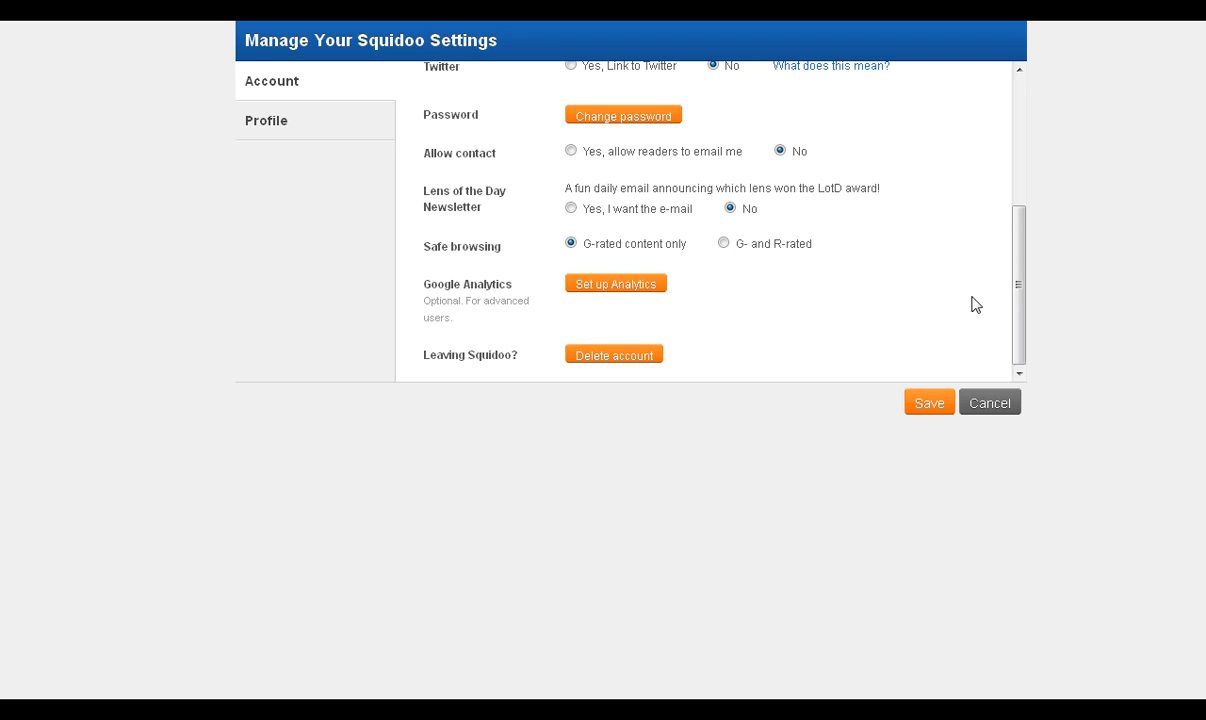 Manage Your Squidoo Settings
Account
Profile
Twitter Yes, Link to Twitter No What does this mean?
Password Change password
Allow contact Yes, allow readers to email me No
Lens of the Day Newsletter A fun daily email announcing which lens won the LotD award!
Yes, I want the e-mail No
Safe browsing G-rated content only G- and R-rated
Google Analytics Set up Analytics
Optional. For advanced
users.
Leaving Squidoo? Delete account
Save Cancel